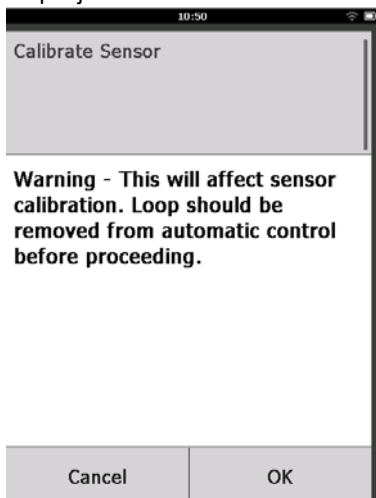 10:50
Calibrate Sensor
Warning - This will affect sensor
calibration. Loop should be
removed from automatic control
before proceeding.
Cancel
OK